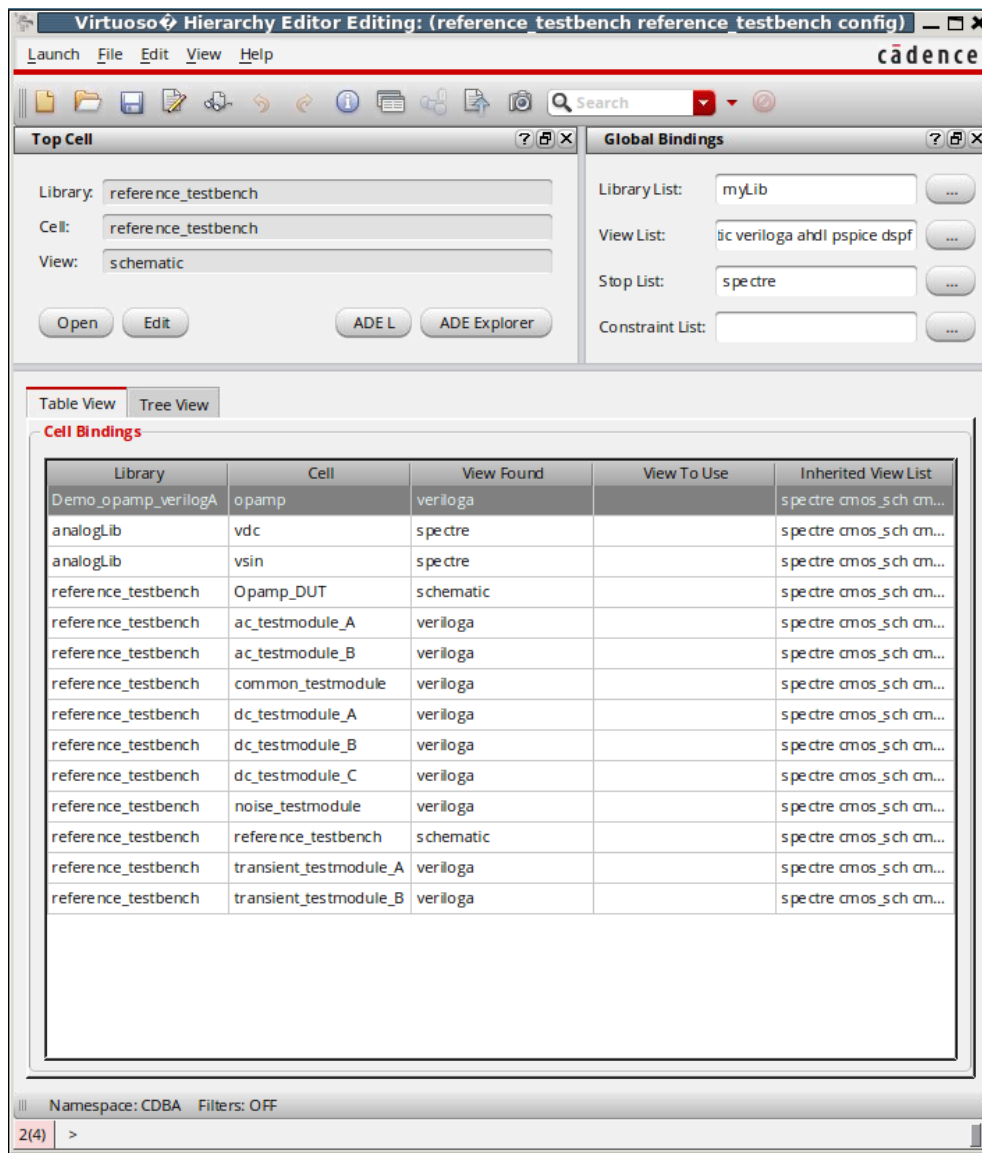 Virtuoso� Hierarchy Editor Editing: (reference_testbench reference_testbench config)
Launch File Edit View Help
cādence
Search
Top Cell
Library: reference_testbench
Cell: reference_testbench
View: schematic
Open Edit ADE L ADE Explorer
Global Bindings
Library List: myLib ...
View List: tic veriloga ahdl pspice dspf ...
Stop List: spectre ...
Constraint List: ...
Table View Tree View
Cell Bindings
Library Cell View Found View To Use Inherited View List
Demo_opamp_verilogA opamp veriloga spectre cmos_sch cm...
analogLib vdc spectre spectre cmos_sch cm...
analogLib vsin spectre spectre cmos_sch cm...
reference_testbench Opamp_DUT schematic spectre cmos_sch cm...
reference_testbench ac_testmodule_A veriloga spectre cmos_sch cm...
reference_testbench ac_testmodule_B veriloga spectre cmos_sch cm...
reference_testbench common_testmodule veriloga spectre cmos_sch cm...
reference_testbench dc_testmodule_A veriloga spectre cmos_sch cm...
reference_testbench dc_testmodule_B veriloga spectre cmos_sch cm...
reference_testbench dc_testmodule_C veriloga spectre cmos_sch cm...
reference_testbench noise_testmodule veriloga spectre cmos_sch cm...
reference_testbench reference_testbench schematic spectre cmos_sch cm...
reference_testbench transient_testmodule_A veriloga spectre cmos_sch cm...
reference_testbench transient_testmodule_B veriloga spectre cmos_sch cm...
Namespace: CDBA Filters: OFF
2(4) >